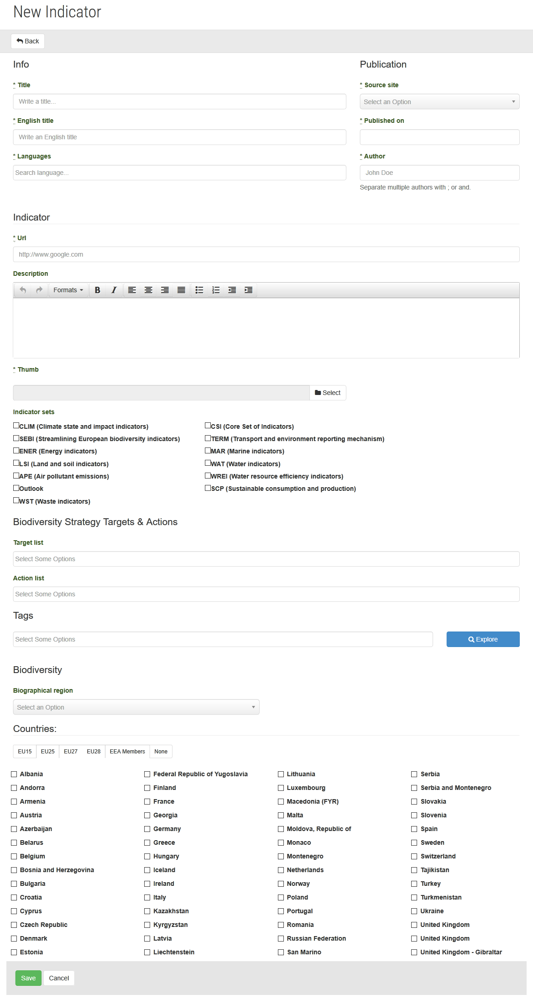 New Indicator
Back
Info
Publication
* Title
* Source site
Write a title...
Select an Option
* English title
* Published on
Write an English title
* Languages
* Author
Search language...
John Doe
Separate multiple authors with ; or and.
Indicator
* Url
http://www.google.com
Description
Formats B I
* Thumb
Select
Indicator sets
CLIM (Climate state and impact indicators)
CSI (Core Set of Indicators)
SEBI (Streamlining European biodiversity indicators)
TERM (Transport and environment reporting mechanism)
ENER (Energy indicators)
MAR (Marine indicators)
LSI (Land and soil indicators)
WAT (Water indicators)
APE (Air pollutant emissions)
WREI (Water resource efficiency indicators)
Outlook
SCP (Sustainable consumption and production)
WST (Waste indicators)
Biodiversity Strategy Targets & Actions
Target list
Select Some Options
Action list
Select Some Options
Tags
Select Some Options
Explore
Biodiversity
Biographical region
Select an Option
Countries:
EU15 EU25 EU27 EU28 EEA Members None
Albania
Federal Republic of Yugoslavia
Lithuania
Serbia
Andorra
Finland
Luxembourg
Serbia and Montenegro
Armenia
France
Macedonia (FYR)
Slovakia
Austria
Georgia
Malta
Slovenia
Azerbaijan
Germany
Moldova, Republic of
Spain
Belarus
Greece
Monaco
Sweden
Belgium
Hungary
Montenegro
Switzerland
Bosnia and Herzegovina
Iceland
Netherlands
Tajikistan
Bulgaria
Ireland
Norway
Turkey
Croatia
Italy
Poland
Turkmenistan
Cyprus
Kazakhstan
Portugal
Ukraine
Czech Republic
Kyrgyzstan
Romania
United Kingdom
Denmark
Latvia
Russian Federation
United Kingdom
Estonia
Liechtenstein
San Marino
United Kingdom - Gibraltar
Save
Cancel